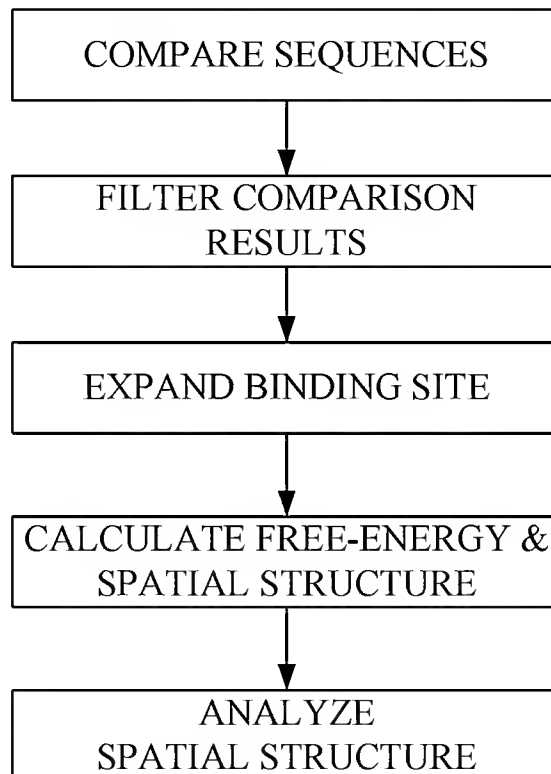 COMPARE SEQUENCES
FILTER COMPARISON
RESULTS
EXPAND BINDING SITE
CALCULATE FREE-ENERGY &
SPATIAL STRUCTURE
ANALYZE
SPATIAL STRUCTURE